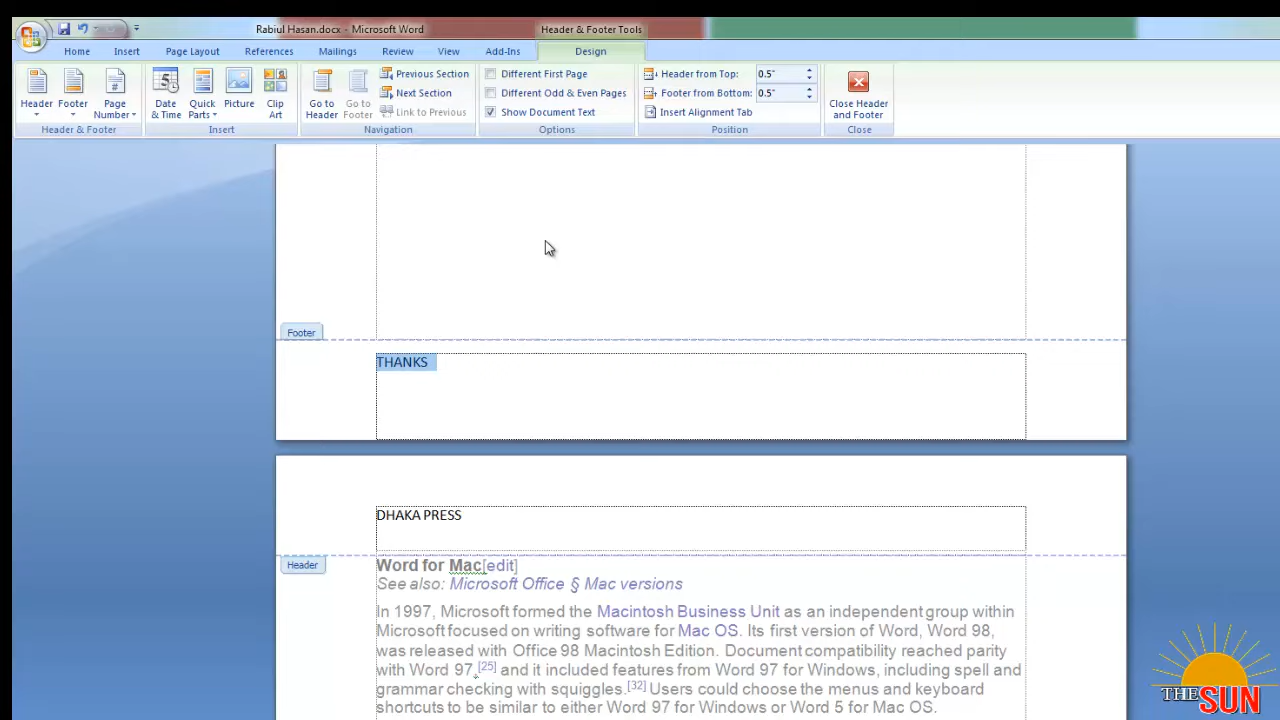 Rabiul Hasan.docx - Microsoft Word
Header & Footer Tools
Home Insert Page Layout References Mailings Review View Add-Ins Design
Header
Footer
Page Number
Header & Footer
Date & Time
Quick Parts
Picture
Clip Art
Insert
Go to Header
Go to Footer
Previous Section
Next Section
Link to Previous
Navigation
Different First Page
Different Odd & Even Pages
Show Document Text
Options
Header from Top: 0.5"
Footer from Bottom: 0.5"
Insert Alignment Tab
Position
Close Header and Footer
Close
Footer
THANKS
DHAKA PRESS
Header
Word for Mac[edit]
See also: Microsoft Office § Mac versions
In 1997, Microsoft formed the Macintosh Business Unit as an independent group within
Microsoft focused on writing software for Mac OS. Its first version of Word, Word 98,
was released with Office 98 Macintosh Edition. Document compatibility reached parity
with Word 97,[25] and it included features from Word 97 for Windows, including spell and
grammar checking with squiggles.[32] Users could choose the menus and keyboard
shortcuts to be similar to either Word 97 for Windows or Word 5 for Mac OS.
THE SUN